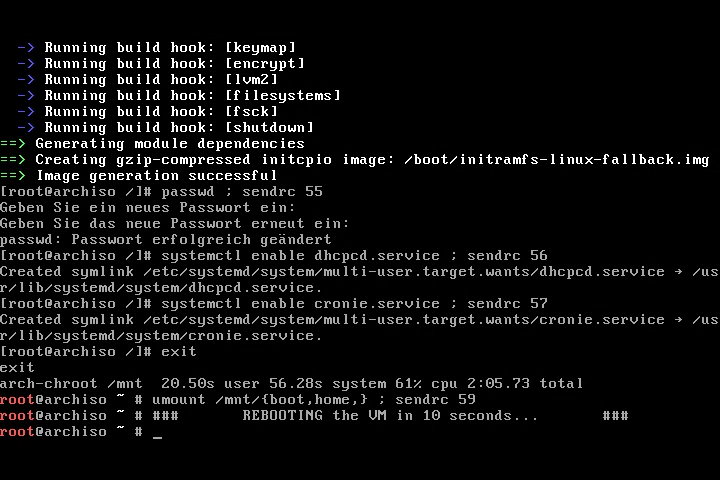 -> Running build hook: [keymap]
-> Running build hook: [encrypt]
-> Running build hook: [lvm2]
-> Running build hook: [filesystems]
-> Running build hook: [fsck]
-> Running build hook: [shutdown]
==> Generating module dependencies
==> Creating gzip-compressed initcpio image: /boot/initramfs-linux-fallback.img
==> Image generation successful
[root@archiso /]# passwd ; sendrc 55
Geben Sie ein neues Passwort ein:
Geben Sie das neue Passwort erneut ein:
passwd: Passwort erfolgreich geändert
[root@archiso /]# systemctl enable dhcpcd.service ; sendrc 56
Created symlink /etc/systemd/system/multi-user.target.wants/dhcpcd.service → /us
r/lib/systemd/system/dhcpcd.service.
[root@archiso /]# systemctl enable cronie.service ; sendrc 57
Created symlink /etc/systemd/system/multi-user.target.wants/cronie.service → /us
r/lib/systemd/system/cronie.service.
[root@archiso /]# exit
exit
arch-chroot /mnt  20.50s user 56.28s system 61% cpu 2:05.73 total
root@archiso ~ # umount /mnt/{boot,home,} ; sendrc 59
root@archiso ~ # ###       REBOOTING the VM in 10 seconds...       ###
root@archiso ~ # _